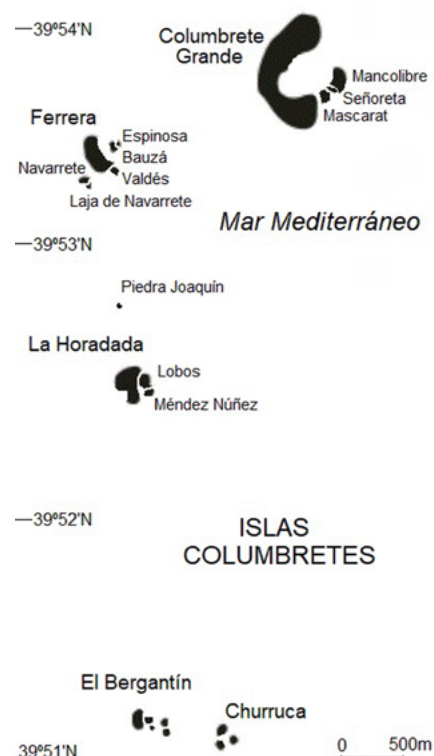 39º54'N
Columbrete
Grande
Mancolibre
Señoreta
Mascarat
Ferrera
Espinosa
Bauzá
Navarrete
Valdés
Laja de Navarrete
Mar Mediterráneo
39º53'N
Piedra Joaquín
La Horadada
Lobos
Méndez Núñez
39º52'N
ISLAS
COLUMBRETES
El Bergantín
Churruca
0 500m
39º51'N